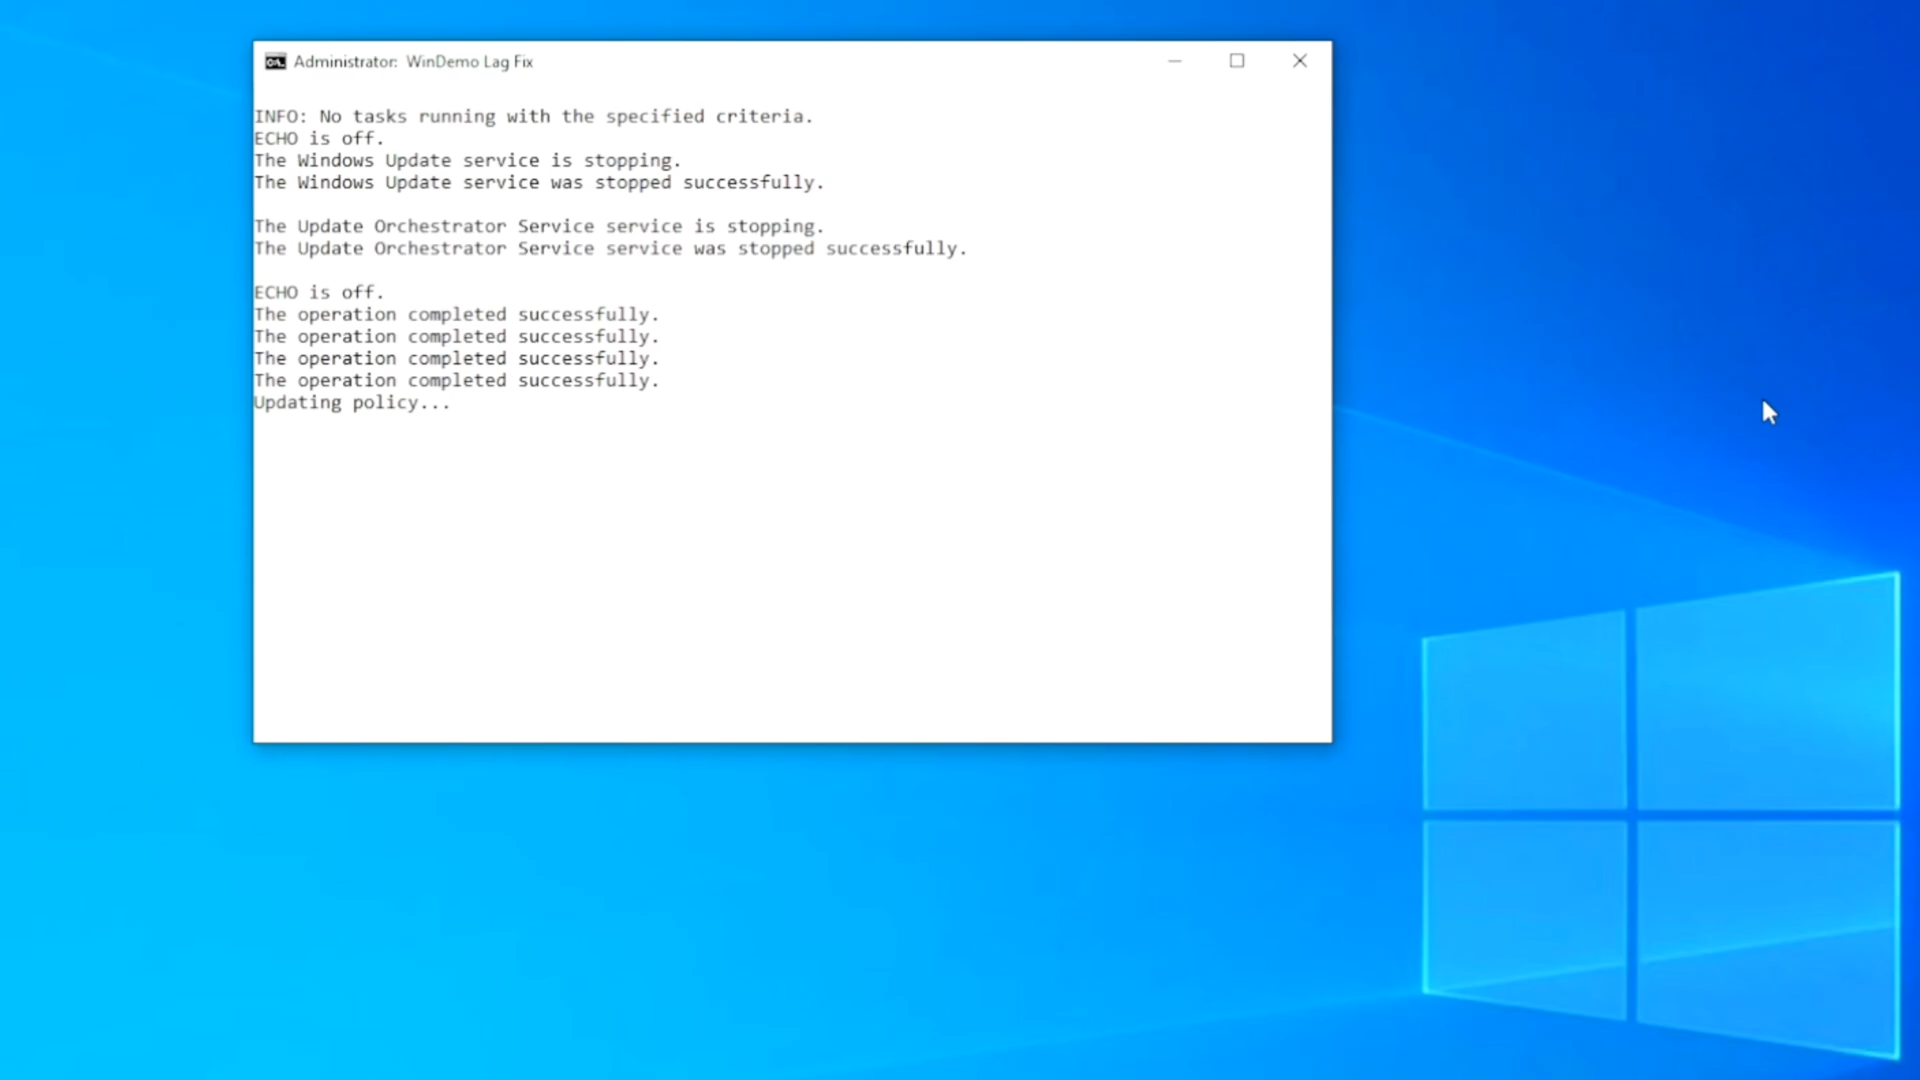 Administrator: WinDemo Lag Fix
INFO: No tasks running with the specified criteria.
ECHO is off.
The Windows Update service is stopping.
The Windows Update service was stopped successfully.
The Update Orchestrator Service service is stopping.
The Update Orchestrator Service service was stopped successfully.
ECHO is off.
The operation completed successfully.
The operation completed successfully.
The operation completed successfully.
The operation completed successfully.
Updating policy...